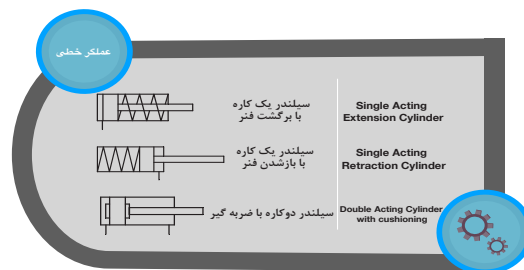 عملکر خطی
سیلندر یک کاره
با برگشت فنر
Single Acting
Extension Cylinder
سیلندر یک کاره
با بازشدن فنر
Single Acting
Retraction Cylinder
سیلندر دوکاره با ضربه گیر
Double Acting Cylinder
with cushioning